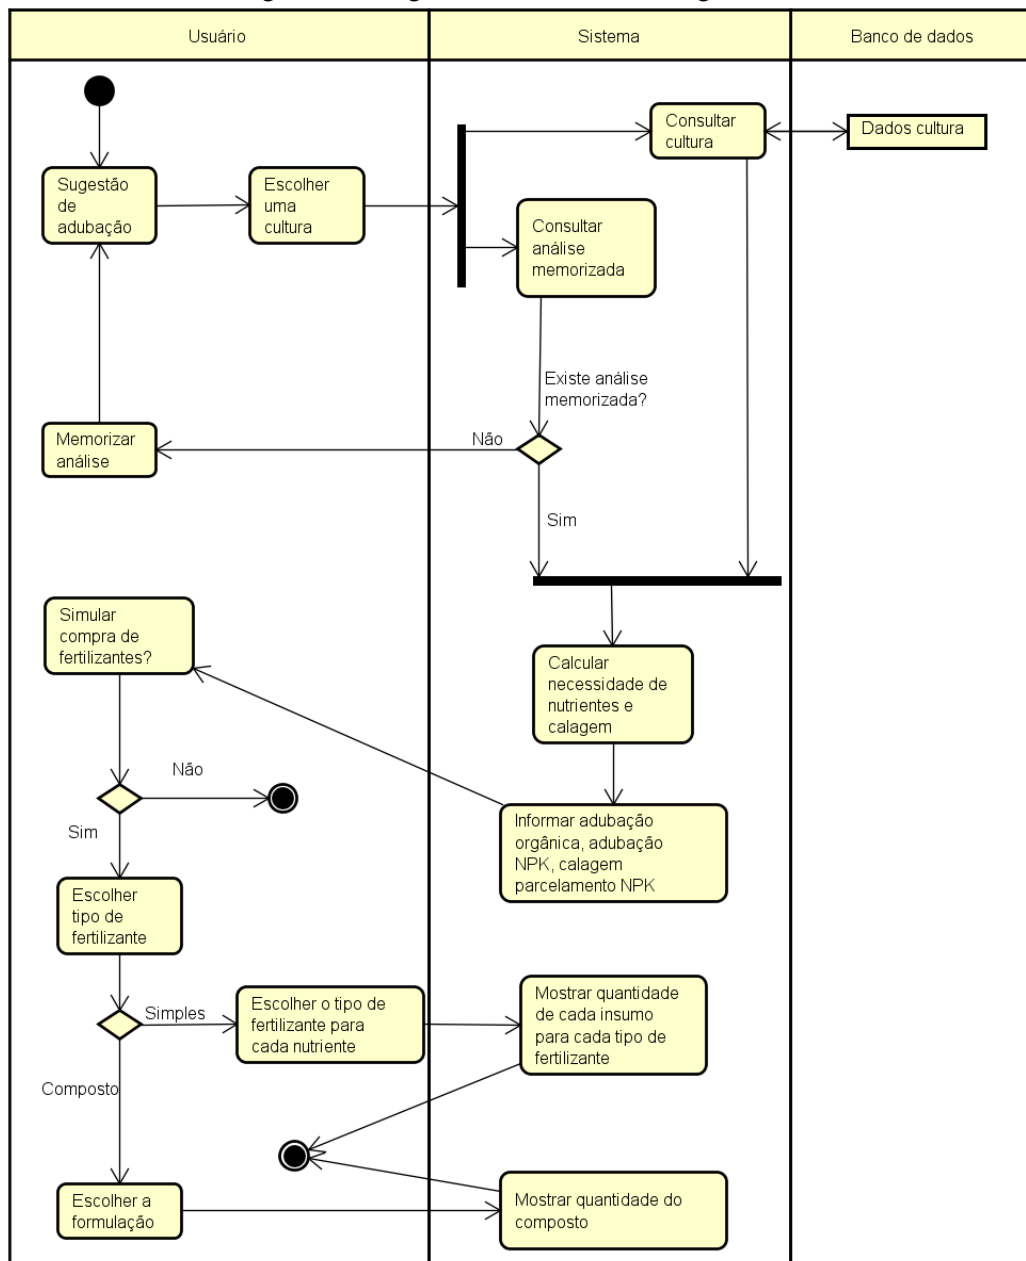 Usuário
Sistema
Banco de dados
Consultar
cultura
Dados cultura
Sugestão
de
adubação
Escolher
uma
cultura
Consultar
análise
memorizada
Existe análise
memorizada?
Não
Memorizar
análise
Sim
Simular
compra de
fertilizantes?
Calcular
necessidade de
nutrientes e
calagem
Não
Sim
Informar adubação
orgânica, adubação
NPK, calagem
parcelamento NPK
Escolher
tipo de
fertilizante
Simples
Escolher o tipo de
fertilizante para
cada nutriente
Mostrar quantidade
de cada insumo
para cada tipo de
fertilizante
Composto
Escolher a
formulação
Mostrar quantidade do
composto